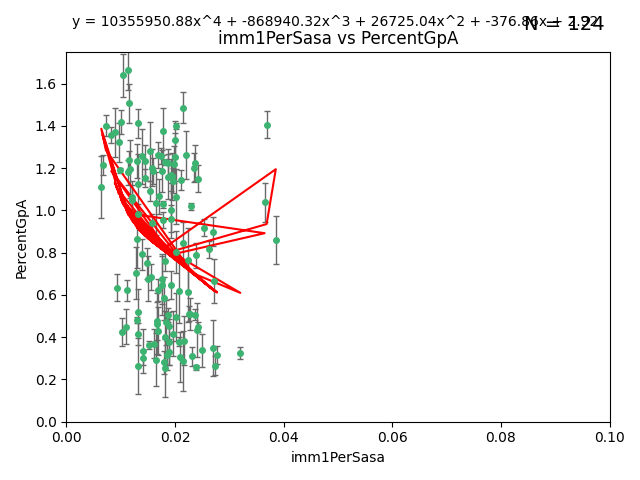 y = 10355950.88x^4 + -868940.32x^3 + 26725.04x^2 + -376.86x + 2.92
N = 124
imm1PerSasa vs PercentGpA
PercentGpA
1.6
1.4
1.2
1.0
0.8
0.6
0.4
0.2
0.0
0.00 0.02 0.04 0.06 0.08 0.10
imm1PerSasa